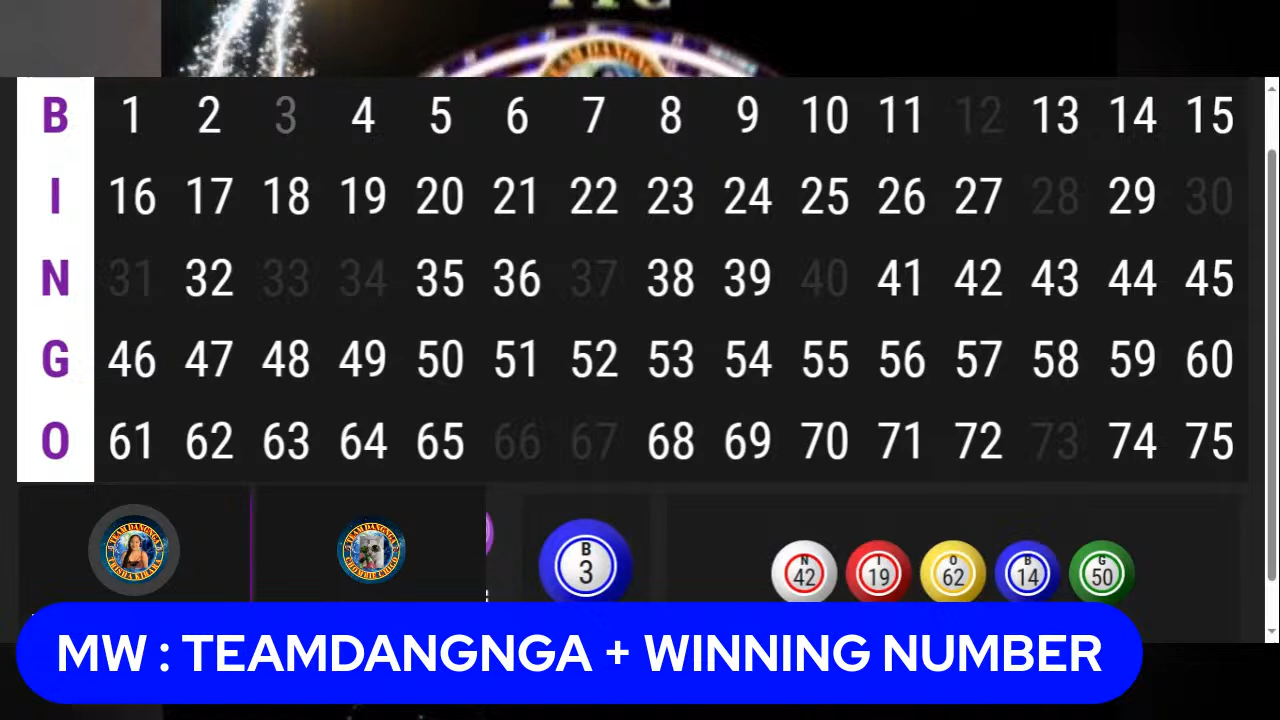 B 1 2 3 4 5 6 7 8 9 10 11 12 13 14 15
I 16 17 18 19 20 21 22 23 24 25 26 27 28 29 30
N 31 32 33 34 35 36 37 38 39 40 41 42 43 44 45
G 46 47 48 49 50 51 52 53 54 55 56 57 58 59 60
O 61 62 63 64 65 66 67 68 69 70 71 72 73 74 75
TEAM DANGNGA
TEAM DANGNGA
B 3
N 42
I 19
O 62
B 14
G 50
MW : TEAMDANGNGA + WINNING NUMBER